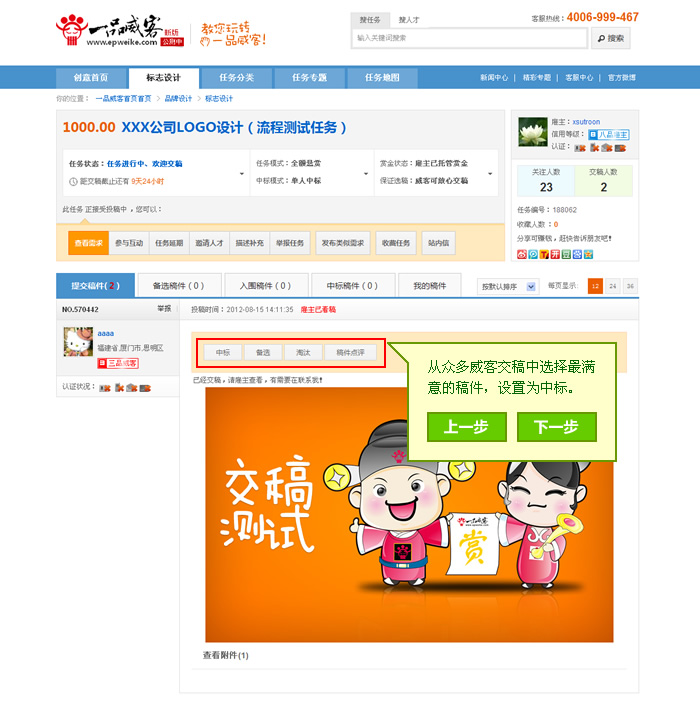 一品威客 新版
www.epweike.com 公测中
教您玩转
一品威客!
搜任务 搜人才
客服热线：4006-999-467
输入关键词搜索
搜索
创意首页 标志设计 任务分类 任务专题 任务地图
新闻中心 | 精彩专题 | 客服中心 | 官方微博
你的位置： 一品威客首页首页 > 品牌设计 > 标志设计
1000.00 XXX公司LOGO设计（流程测试任务）
任务状态：任务进行中、欢迎交稿
距交稿截止还有 9天24小时
任务模式：全额悬赏
中标模式：单人中标
赏金状态：雇主已托管赏金
保证选稿：威客可放心交稿
此任务 正接受投稿中，您可以：
查看需求 参与互动 任务延期 邀请人才 描述补充 举报任务 发布类似需求 收藏任务 站内信
雇主：xsutroon
信用等级： 八品雇主
认证：
关注人数
23
交稿人数
2
任务编号：188062
收藏人数：0
分享可赚钱，赶快告诉朋友吧!
提交稿件( 2 ) 备选稿件 ( 0 ) 入围稿件 ( 0 ) 中标稿件 ( 0 ) 我的稿件
按默认排序 每页显示： 12 24 36
NO.570442 举报
aaaa
福建省,厦门市,思明区
三品威客
认证状况：
投稿时间：2012-08-15 14:11:35 雇主已看稿
中标 备选 淘汰 稿件点评
从众多威客交稿中选择最满
意的稿件，设置为中标。
上一步 下一步
已经交稿，请雇主查看，有需要在联系我!
交稿
测试
一品威客
赏
查看附件(1)